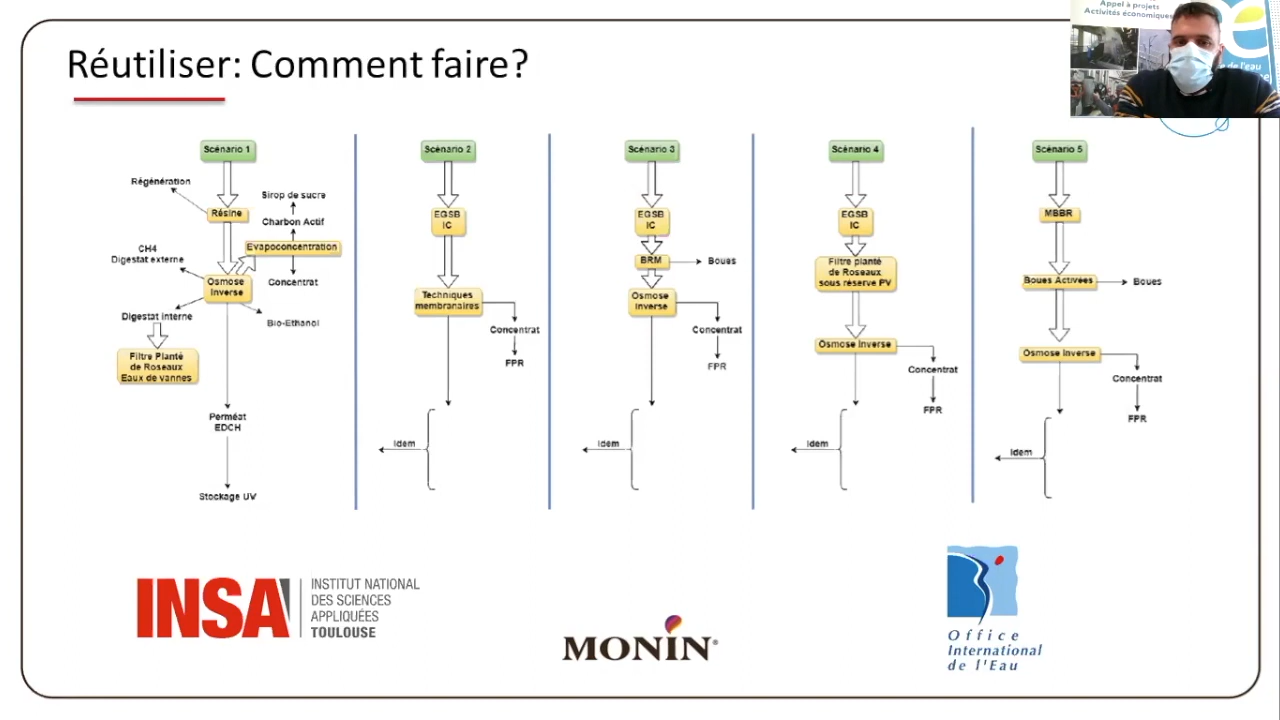 Réutiliser: Comment faire?
Appel à projets
Activités économiques
e de l'eau
Scénario 1
Régénération
Résine
Sirop de sucre
Charbon Actif
Evapoconcentration
Concentrat
CH4
Digestat externe
Osmose
Inverse
Bio-Ethanol
Digestat interne
Filtre Planté
de Roseaux
Eaux de vannes
Perméat
EDCH
Stockage UV
Scénario 2
EGSB
IC
Techniques
membranaires
Concentrat
FPR
Idem
Scénario 3
EGSB
IC
BRM
Boues
Osmose
Inverse
Concentrat
FPR
Idem
Scénario 4
EGSB
IC
Filtre planté
de Roseaux
sous réserve PV
Osmose Inverse
Concentrat
FPR
Idem
Scénario 5
MBBR
Boues Activées
Boues
Osmose Inverse
Concentrat
FPR
Idem
INSA
INSTITUT NATIONAL
DES SCIENCES
APPLIQUÉES
TOULOUSE
MONIN®
Office
International
de l'Eau